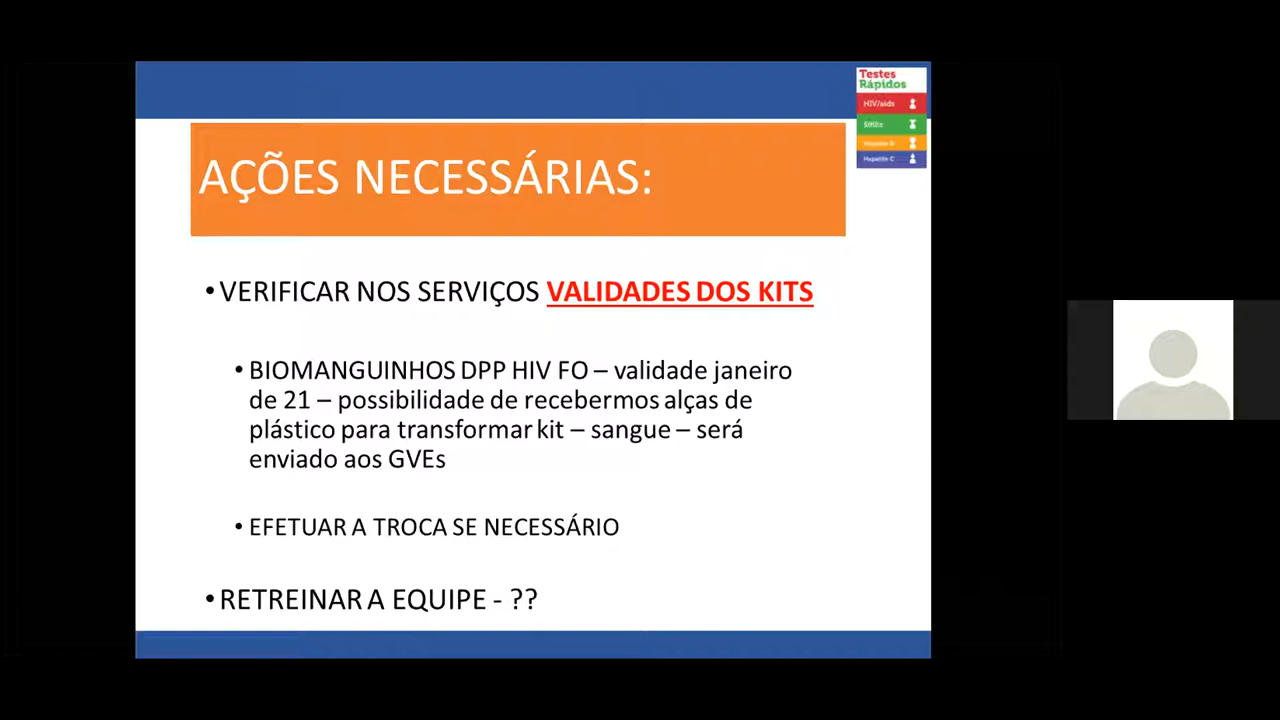 Testes
Rápidos
HIV/aids
Sífilis
Hepatite B
Hepatite C
AÇÕES NECESSÁRIAS:
• VERIFICAR NOS SERVIÇOS VALIDADES DOS KITS
• BIOMANGUINHOS DPP HIV FO – validade janeiro
de 21 – possibilidade de recebermos alças de
plástico para transformar kit – sangue – será
enviado aos GVEs
• EFETUAR A TROCA SE NECESSÁRIO
• RETREINAR A EQUIPE - ??